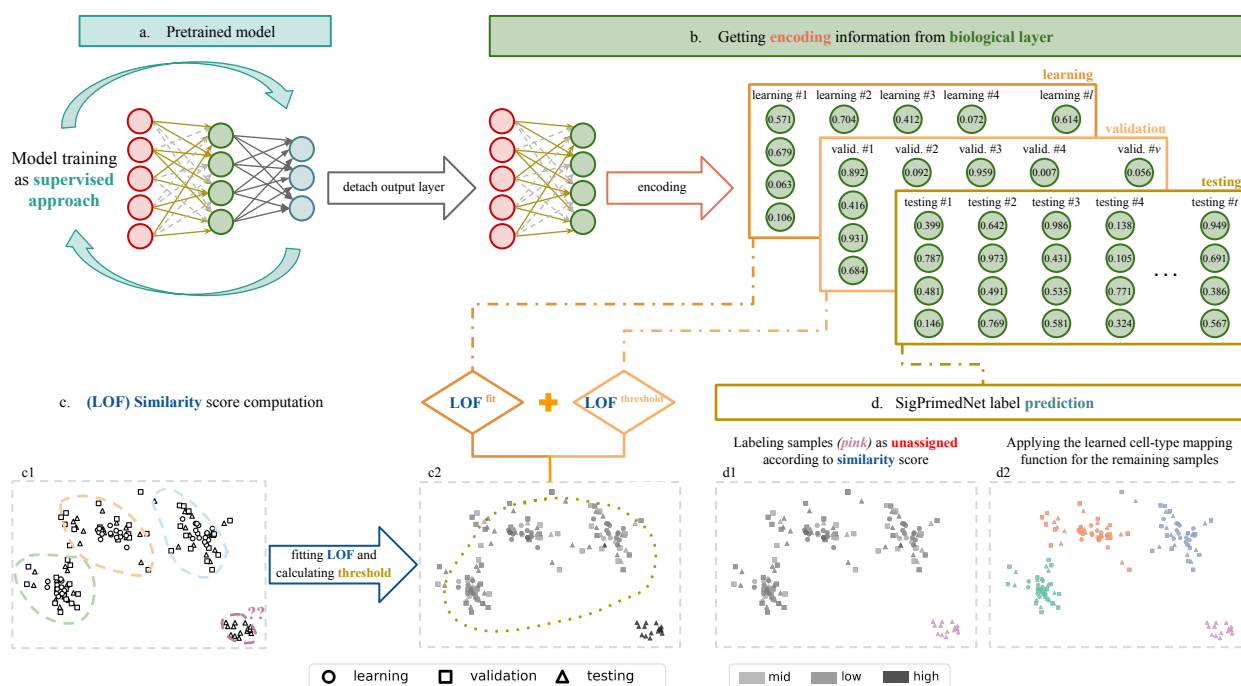 a. Pretrained model
b. Getting encoding information from biological layer
Model training
as supervised
approach
detach output layer
encoding
learning
learning #1 learning #2 learning #3 learning #4 learning #l
0.571 0.704 0.412 0.072 0.614
0.679
0.063
0.106
validation
valid. #1 valid. #2 valid. #3 valid. #4 valid. #v
0.892 0.092 0.959 0.007 0.056
0.416
0.931
0.684
testing
testing #1 testing #2 testing #3 testing #4 testing #t
0.399 0.642 0.986 0.138 0.949
0.787 0.973 0.431 0.105 0.691
...
0.481 0.491 0.535 0.771 0.386
0.146 0.769 0.581 0.324 0.567
c. (LOF) Similarity score computation
LOF fit + LOF threshold
d. SigPrimedNet label prediction
Labeling samples (pink) as unassigned
according to similarity score
Applying the learned cell-type mapping
function for the remaining samples
c1
??
fitting LOF and
calculating threshold
c2
d1
d2
learning validation testing
mid low high